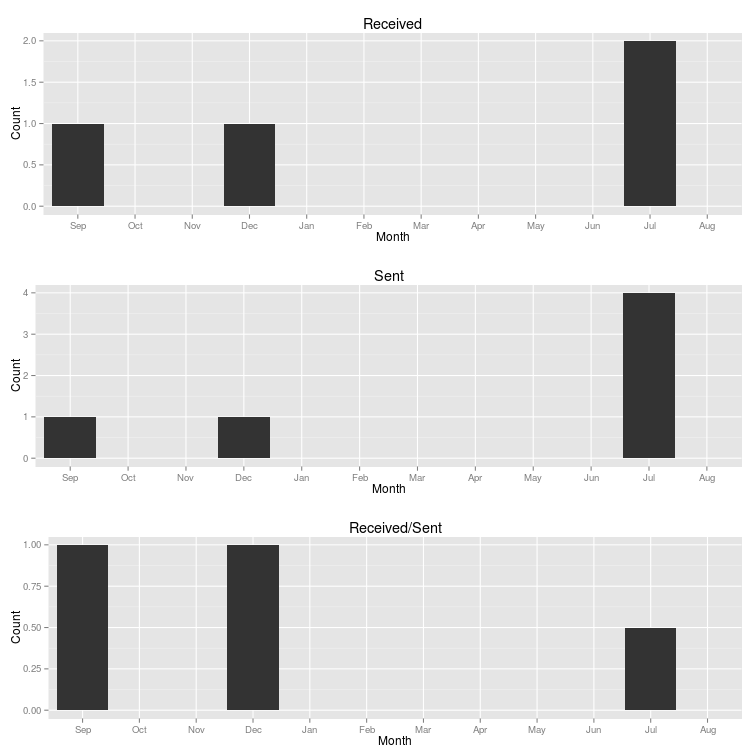 Received
2.0
1.5
1.0
0.5
0.0
Count
Sep Oct Nov Dec Jan Feb Mar Apr May Jun Jul Aug
Month
Sent
4
3
2
1
0
Count
Sep Oct Nov Dec Jan Feb Mar Apr May Jun Jul Aug
Month
Received/Sent
1.00
0.75
0.50
0.25
0.00
Count
Sep Oct Nov Dec Jan Feb Mar Apr May Jun Jul Aug
Month